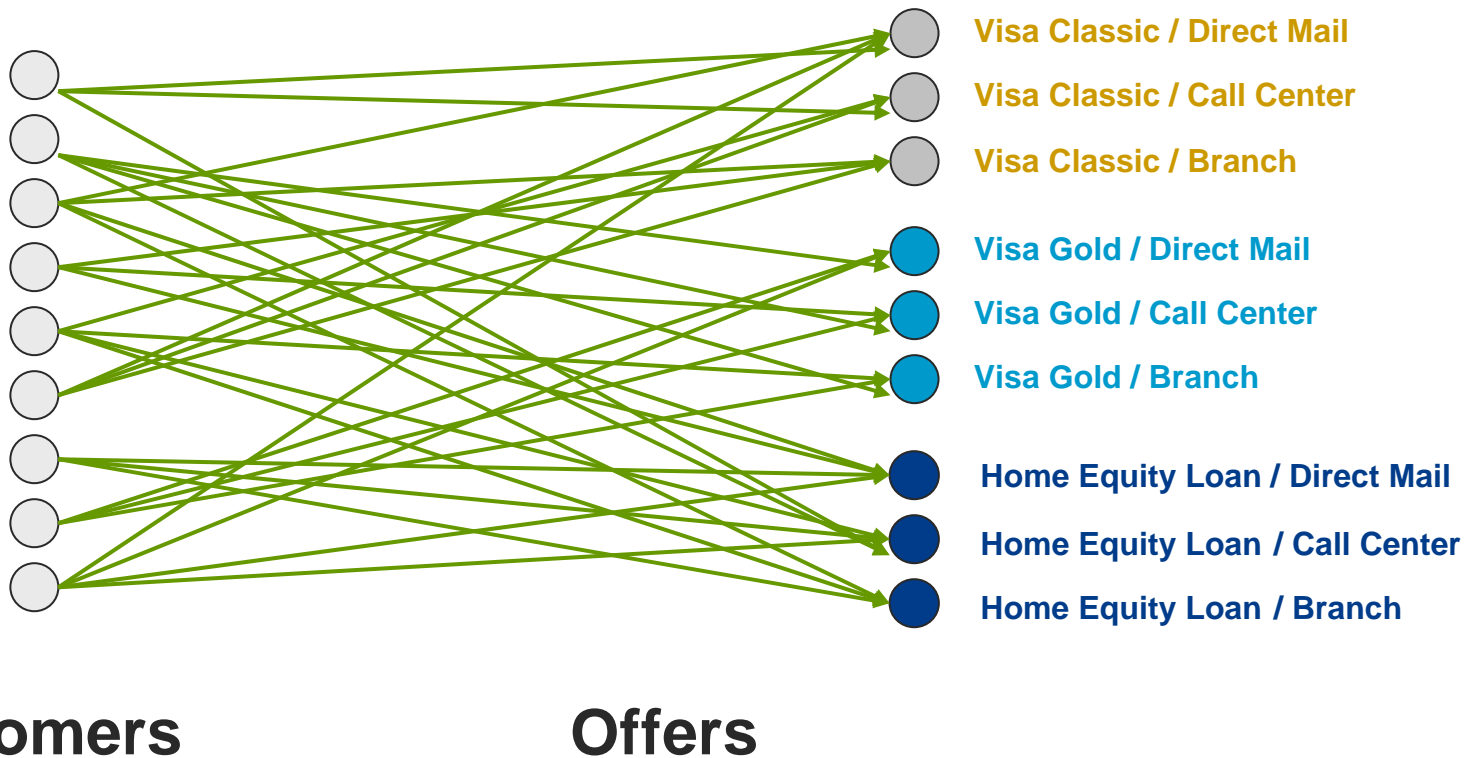 Visa Classic / Direct Mail
Visa Classic / Call Center
Visa Classic / Branch
Visa Gold / Direct Mail
Visa Gold / Call Center
Visa Gold / Branch
Home Equity Loan / Direct Mail
Home Equity Loan / Call Center
Home Equity Loan / Branch
omers Offers